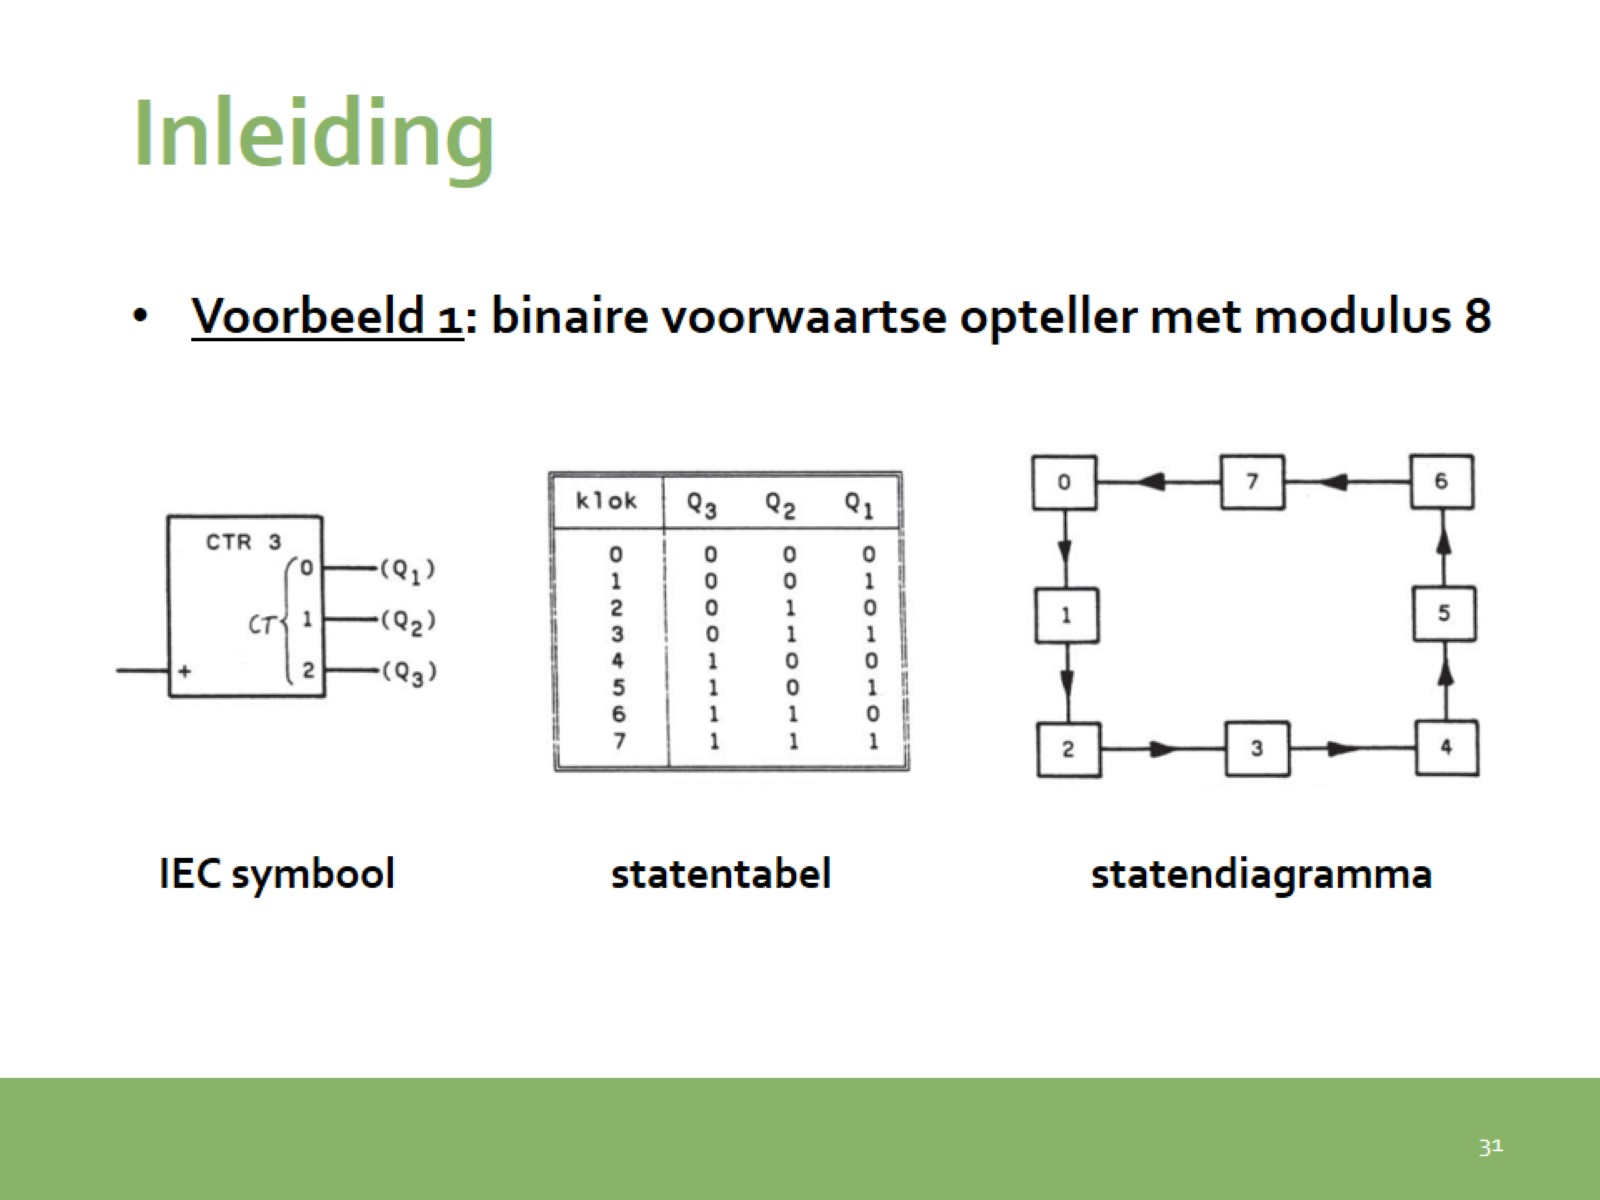 Inleiding
• Voorbeeld 1: binaire voorwaartse opteller met modulus 8
CTR 3
CT
0 (Q1)
1 (Q2)
+ 2 (Q3)
klok Q3 Q2 Q1
0 0 0 0
1 0 0 1
2 0 1 0
3 0 1 1
4 1 0 0
5 1 0 1
6 1 1 0
7 1 1 1
0 7 6
1 5
2 3 4
IEC symbool
statentabel
statendiagramma
31